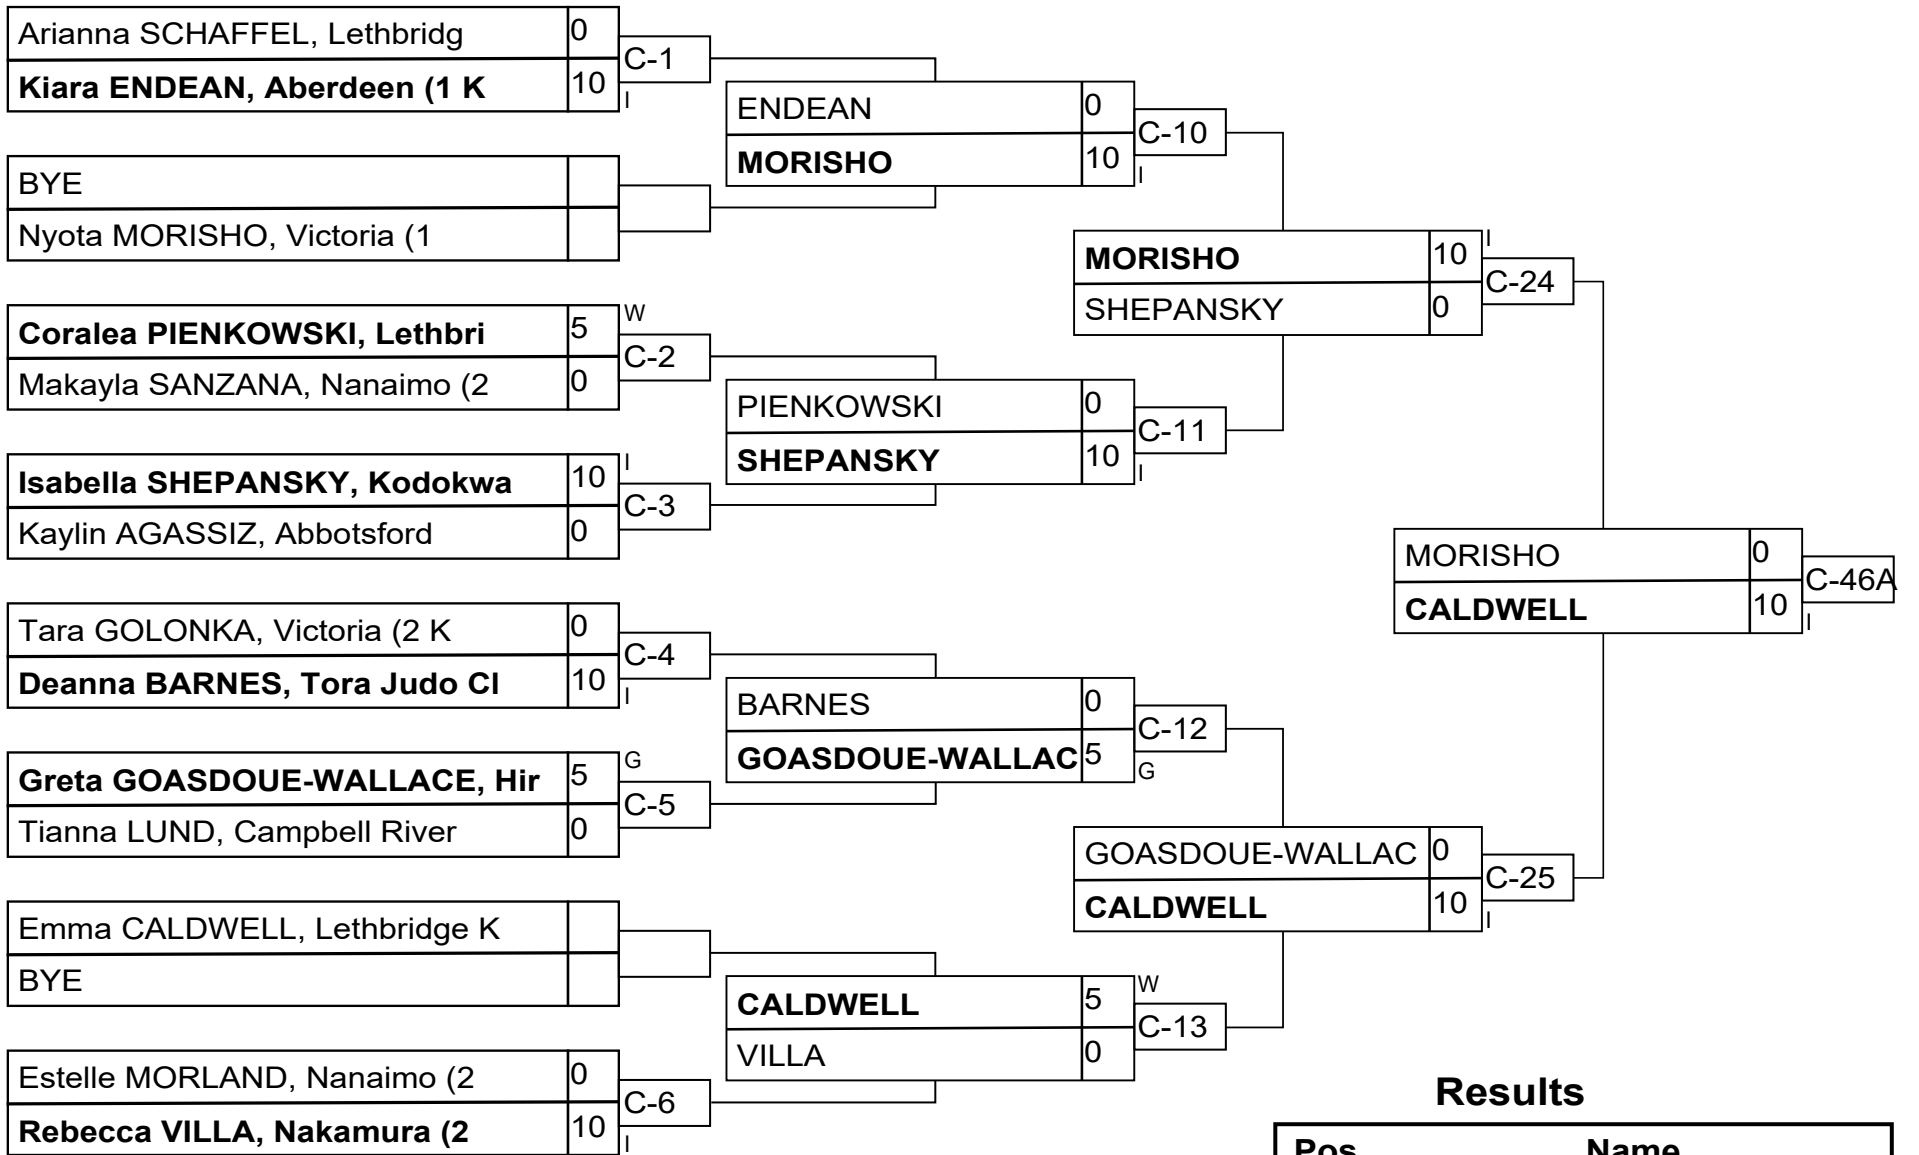 Arianna SCHAFFEL, Lethbridg 0
C-1
Kiara ENDEAN, Aberdeen (1 K 10
I
BYE
Nyota MORISHO, Victoria (1
Coralea PIENKOWSKI, Lethbri 5
W
C-2
Makayla SANZANA, Nanaimo (2 0
Isabella SHEPANSKY, Kodokwa 10
I
C-3
Kaylin AGASSIZ, Abbotsford 0
Tara GOLONKA, Victoria (2 K 0
C-4
Deanna BARNES, Tora Judo Cl 10
I
Greta GOASDOUE-WALLACE, Hir 5
G
C-5
Tianna LUND, Campbell River 0
Emma CALDWELL, Lethbridge K
BYE
Estelle MORLAND, Nanaimo (2 0
C-6
Rebecca VILLA, Nakamura (2 10
I
ENDEAN 0
C-10
MORISHO 10
I
PIENKOWSKI 0
C-11
SHEPANSKY 10
I
BARNES 0
C-12
GOASDOUE-WALLAC 5
G
CALDWELL 5
W
C-13
VILLA 0
MORISHO 10
I
C-24
SHEPANSKY 0
GOASDOUE-WALLAC 0
C-25
CALDWELL 10
I
MORISHO 0
C-46A
CALDWELL 10
I
Results
Pos Name